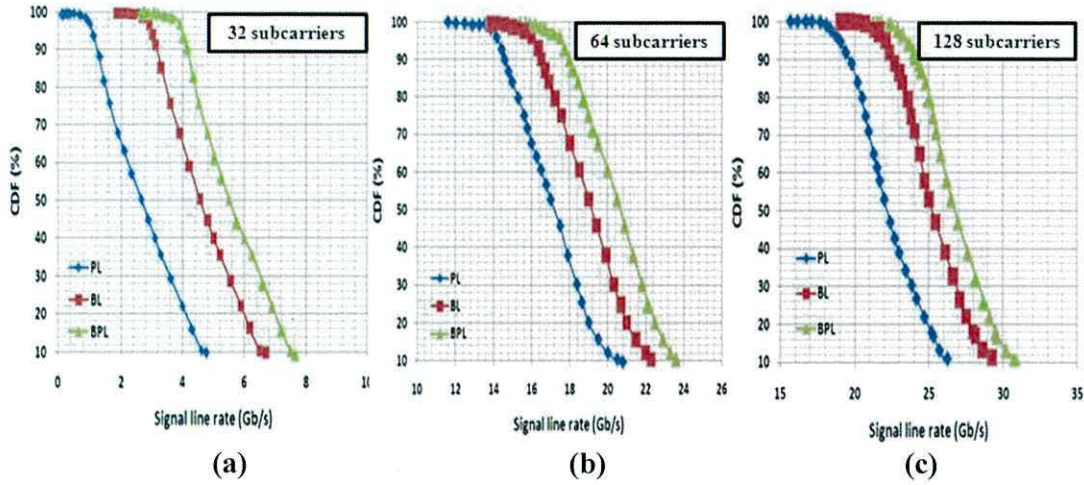 32 subcarriers
CDF (%)
100
90
80
70
60
50
40
30
20
10
PL
BL
BPL
0 2 4 6 8 10
Signal line rate (Gb/s)
(a)
64 subcarriers
CDF (%)
100
90
80
70
60
50
40
30
20
10
PL
BL
BPL
10 12 14 16 18 20 22 24 26
Signal line rate (Gb/s)
(b)
128 subcarriers
CDF (%)
100
90
80
70
60
50
40
30
20
10
PL
BL
BPL
15 20 25 30 35
Signal line rate (Gb/s)
(c)